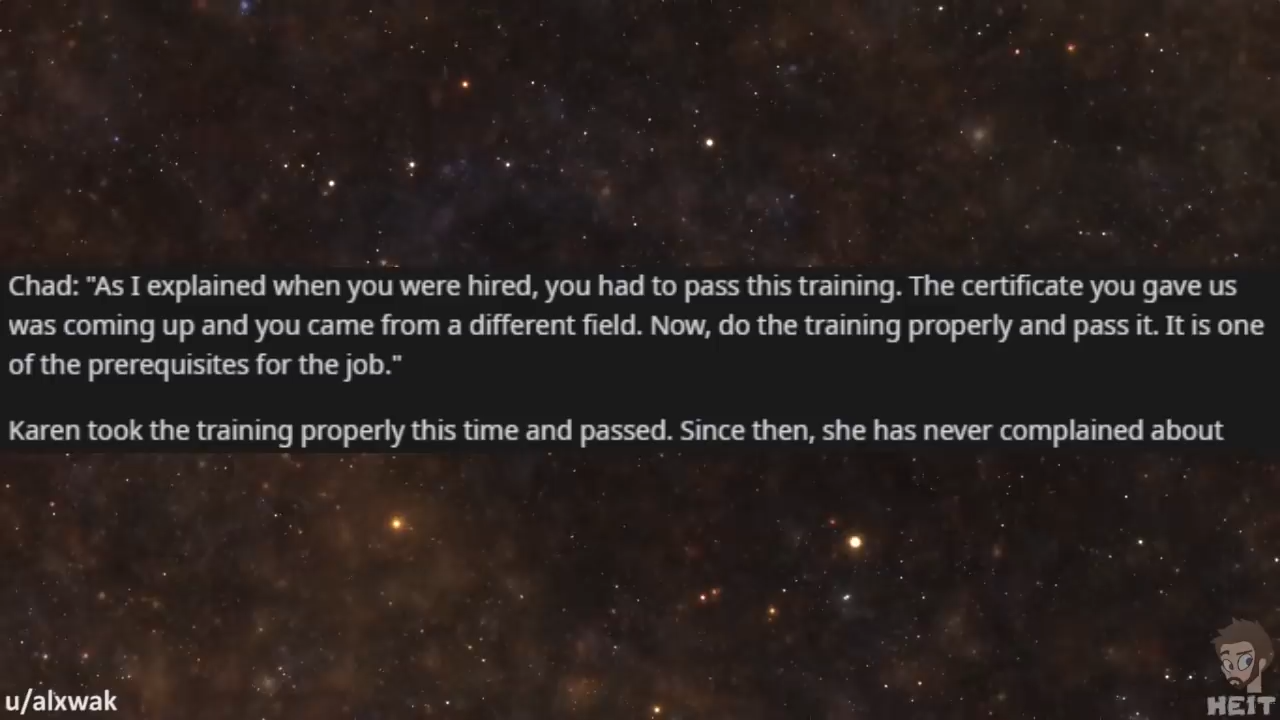 Chad: "As I explained when you were hired, you had to pass this training. The certificate you gave us
was coming up and you came from a different field. Now, do the training properly and pass it. It is one
of the prerequisites for the job."
Karen took the training properly this time and passed. Since then, she has never complained about
u/alxwak
HEIT